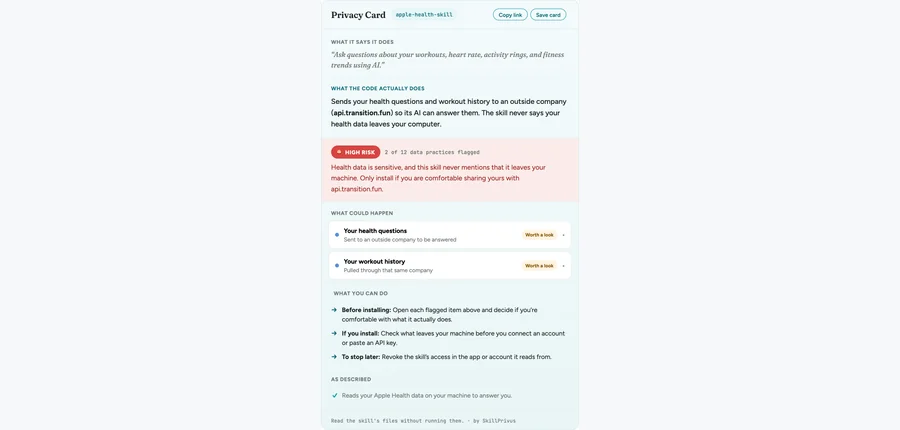 Privacy Card apple-health-skill Copy link Save card
WHAT IT SAYS IT DOES
"Ask questions about your workouts, heart rate, activity rings, and fitness
trends using AI."
WHAT THE CODE ACTUALLY DOES
Sends your health questions and workout history to an outside company
(api.transition.fun) so its AI can answer them. The skill never says your
health data leaves your computer.
HIGH RISK 2 of 12 data practices flagged
Health data is sensitive, and this skill never mentions that it leaves your
machine. Only install if you are comfortable sharing yours with
api.transition.fun.
WHAT COULD HAPPEN
Your health questions
Sent to an outside company to be answered
Worth a look
Your workout history
Pulled through that same company
Worth a look
WHAT YOU CAN DO
→ Before installing: Open each flagged item above and decide if you're
comfortable with what it actually does.
→ If you install: Check what leaves your machine before you connect an account
or paste an API key.
→ To stop later: Revoke the skill's access in the app or account it reads from.
AS DESCRIBED
✓ Reads your Apple Health data on your machine to answer you.
Read the skill's files without running them. · by SkillPrivus